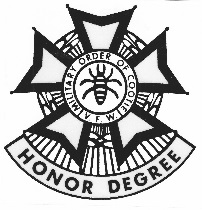 MILITARY ORDER OF COOTIE
V.F.W.
HONOR DEGREE